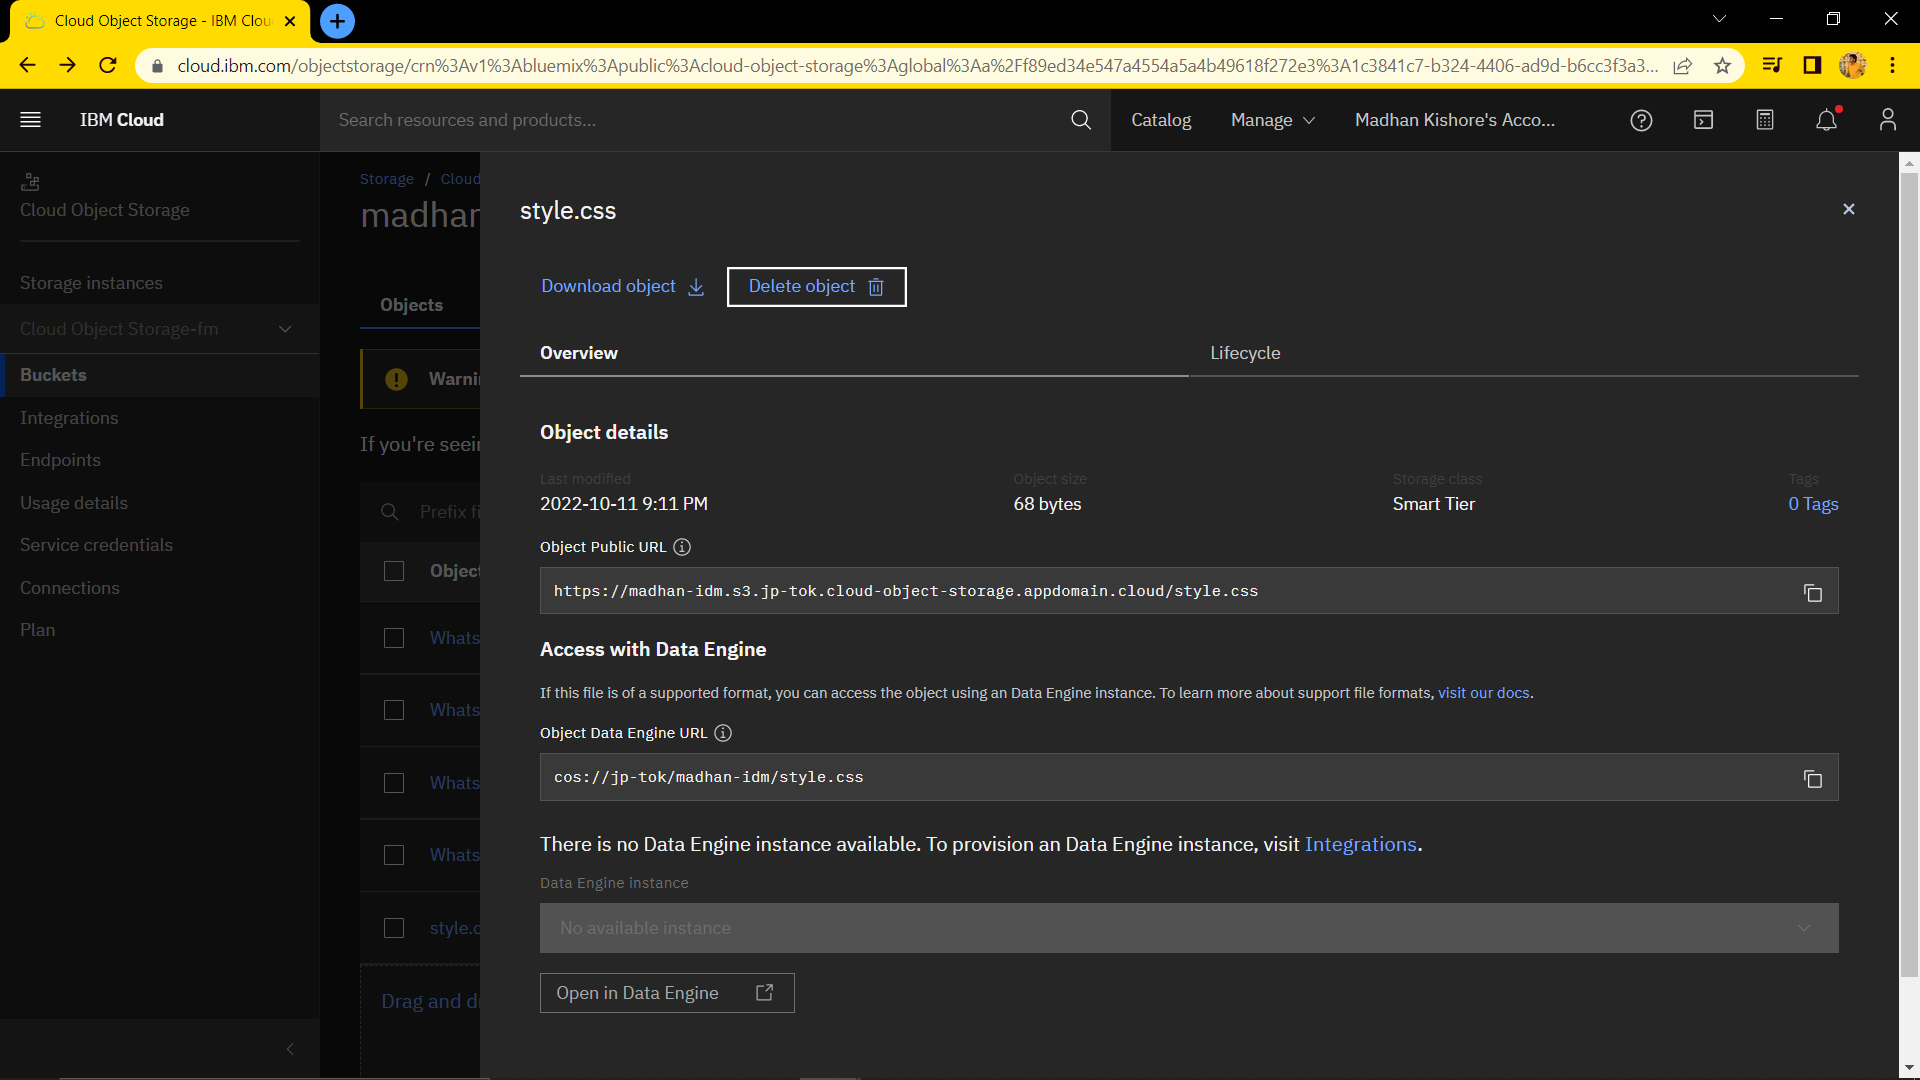 Cloud Object Storage - IBM Clou
cloud.ibm.com/objectstorage/crn%3Av1%3Abluemix%3Apublic%3Acloud-object-storage%3Aglobal%3Aa%2Ff89ed34e547a4554a5a4b49618f272e3%3A1c3841c7-b324-4406-ad9d-b6cc3f3a3...
IBM Cloud
Search resources and products...
Catalog
Manage
Madhan Kishore's Acco...
Cloud Object Storage
Storage instances
Cloud Object Storage-fm
Buckets
Integrations
Endpoints
Usage details
Service credentials
Connections
Plan
Storage / Cloud
madhan
Objects
Warni
If you're seein
Prefix fi
Object
Whats
Whats
Whats
Whats
style.c
Drag and d
style.css
Download object
Delete object
Overview
Lifecycle
Object details
Last modified
2022-10-11 9:11 PM
Object size
68 bytes
Storage class
Smart Tier
Tags
0 Tags
Object Public URL
https://madhan-idm.s3.jp-tok.cloud-object-storage.appdomain.cloud/style.css
Access with Data Engine
If this file is of a supported format, you can access the object using an Data Engine instance. To learn more about support file formats, visit our docs.
Object Data Engine URL
cos://jp-tok/madhan-idm/style.css
There is no Data Engine instance available. To provision an Data Engine instance, visit Integrations.
Data Engine instance
No available instance
Open in Data Engine